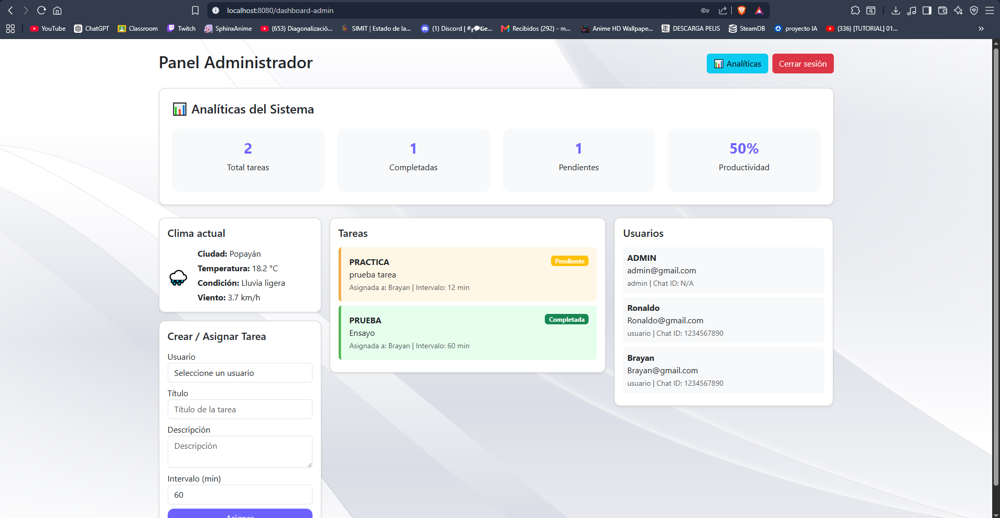 localhost:8080/dashboard-admin
YouTube
ChatGPT
Classroom
Twitch
SphinxAnime
(653) Diagonalizació...
SIMIT | Estado de la...
(1) Discord | #╔💬Ge...
Recibidos (292) - m...
Anime HD Wallpape...
DESCARGA PELIS
SteamDB
proyecto IA
(336) [TUTORIAL] 01...
Panel Administrador
📊 Analíticas
Cerrar sesión
📊 Analíticas del Sistema
2
Total tareas
1
Completadas
1
Pendientes
50%
Productividad
Clima actual
Ciudad: Popayán
Temperatura: 18.2 °C
Condición: Lluvia ligera
Viento: 3.7 km/h
Crear / Asignar Tarea
Usuario
Seleccione un usuario
Título
Título de la tarea
Descripción
Descripción
Intervalo (min)
60
Asignar
Tareas
PRACTICA
Pendiente
prueba tarea
Asignada a: Brayan | Intervalo: 12 min
PRUEBA
Completada
Ensayo
Asignada a: Brayan | Intervalo: 60 min
Usuarios
ADMIN
admin@gmail.com
admin | Chat ID: N/A
Ronaldo
Ronaldo@gmail.com
usuario | Chat ID: 1234567890
Brayan
Brayan@gmail.com
usuario | Chat ID: 1234567890